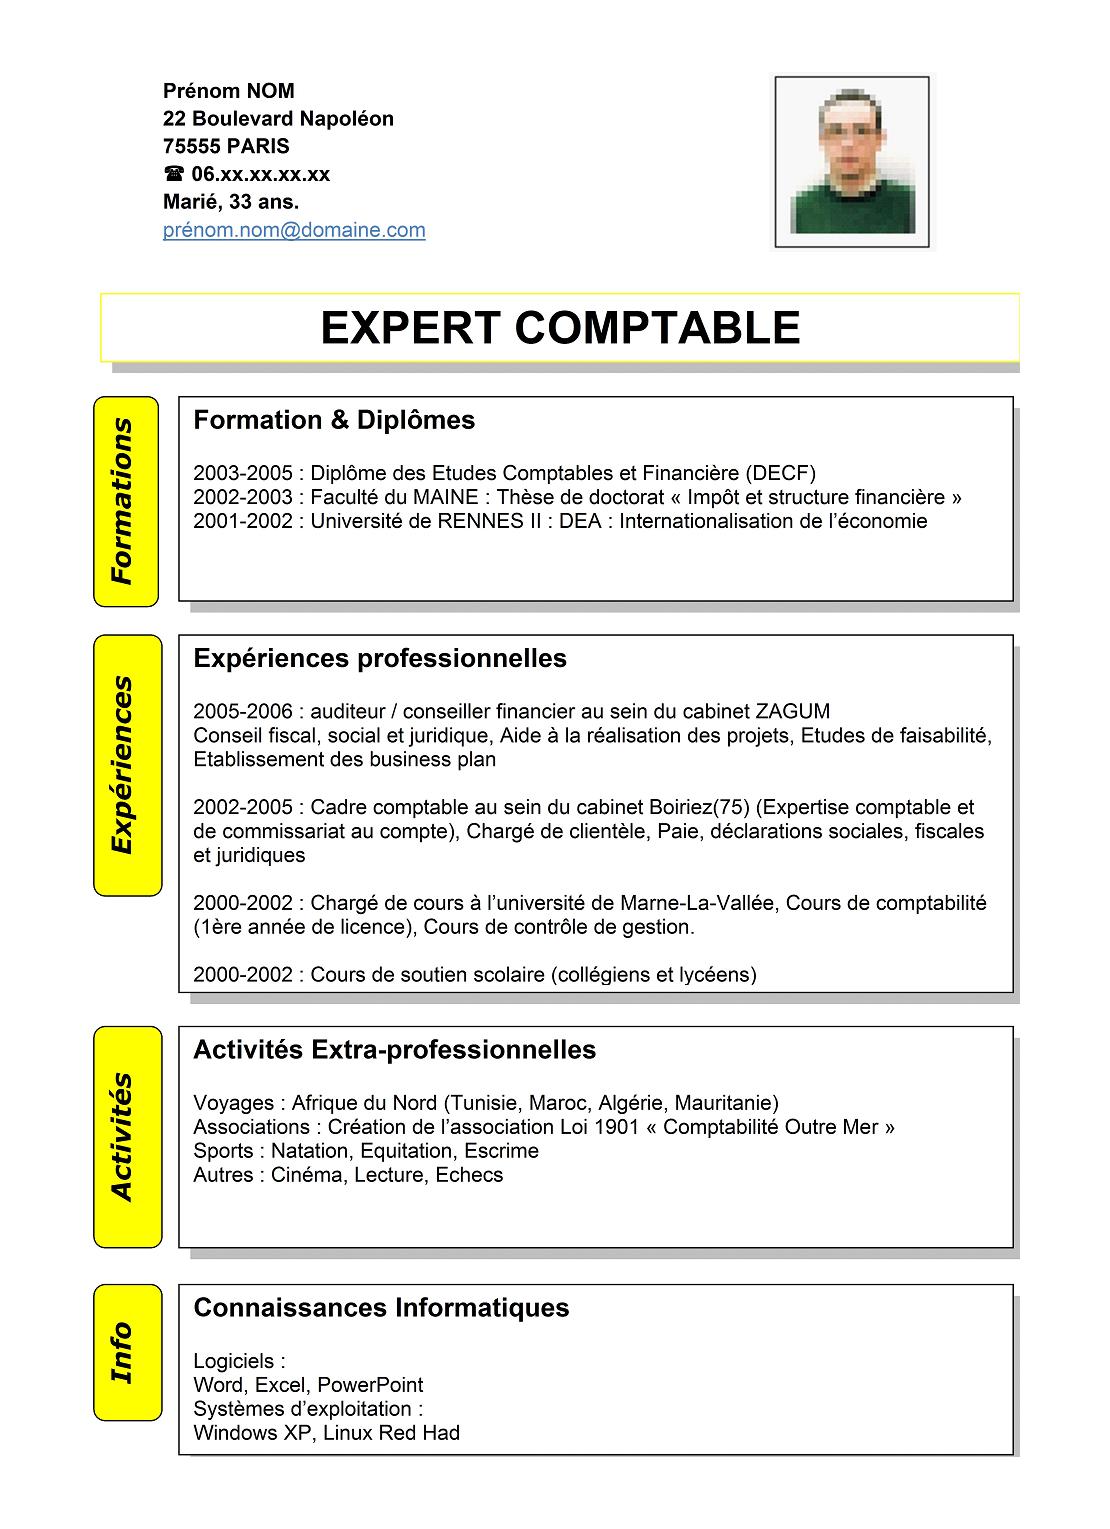 Prénom NOM
22 Boulevard Napoléon
75555 PARIS
☎ 06.xx.xx.xx.xx
Marié, 33 ans.
prénom.nom@domaine.com
EXPERT COMPTABLE
Formations
Formation & Diplômes
2003-2005 : Diplôme des Etudes Comptables et Financière (DECF)
2002-2003 : Faculté du MAINE : Thèse de doctorat « Impôt et structure financière »
2001-2002 : Université de RENNES II : DEA : Internationalisation de l’économie
Expériences
Expériences professionnelles
2005-2006 : auditeur / conseiller financier au sein du cabinet ZAGUM
Conseil fiscal, social et juridique, Aide à la réalisation des projets, Etudes de faisabilité,
Etablissement des business plan
2002-2005 : Cadre comptable au sein du cabinet Boiriez(75) (Expertise comptable et
de commissariat au compte), Chargé de clientèle, Paie, déclarations sociales, fiscales
et juridiques
2000-2002 : Chargé de cours à l’université de Marne-La-Vallée, Cours de comptabilité
(1ère année de licence), Cours de contrôle de gestion.
2000-2002 : Cours de soutien scolaire (collégiens et lycéens)
Activités
Activités Extra-professionnelles
Voyages : Afrique du Nord (Tunisie, Maroc, Algérie, Mauritanie)
Associations : Création de l’association Loi 1901 « Comptabilité Outre Mer »
Sports : Natation, Equitation, Escrime
Autres : Cinéma, Lecture, Echecs
Info
Connaissances Informatiques
Logiciels :
Word, Excel, PowerPoint
Systèmes d’exploitation :
Windows XP, Linux Red Had